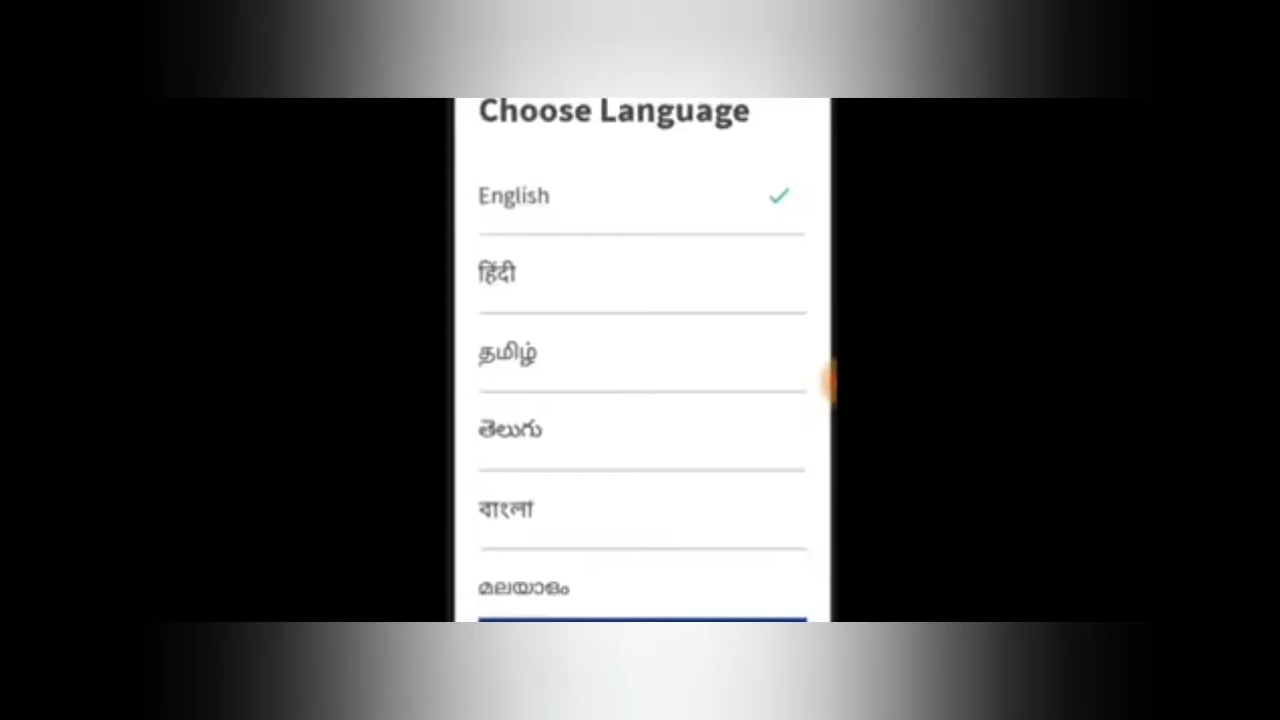 Choose Language
English
हिंदी
தமிழ்
తెలుగు
বাংলা
മലയാളം